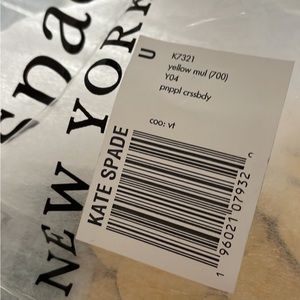 spade
NEW YORK
U
K7321
yellow mul (700)
Y04
pnppl crssbdy
coo: vt
KATE SPADE
1 96021 07932 c